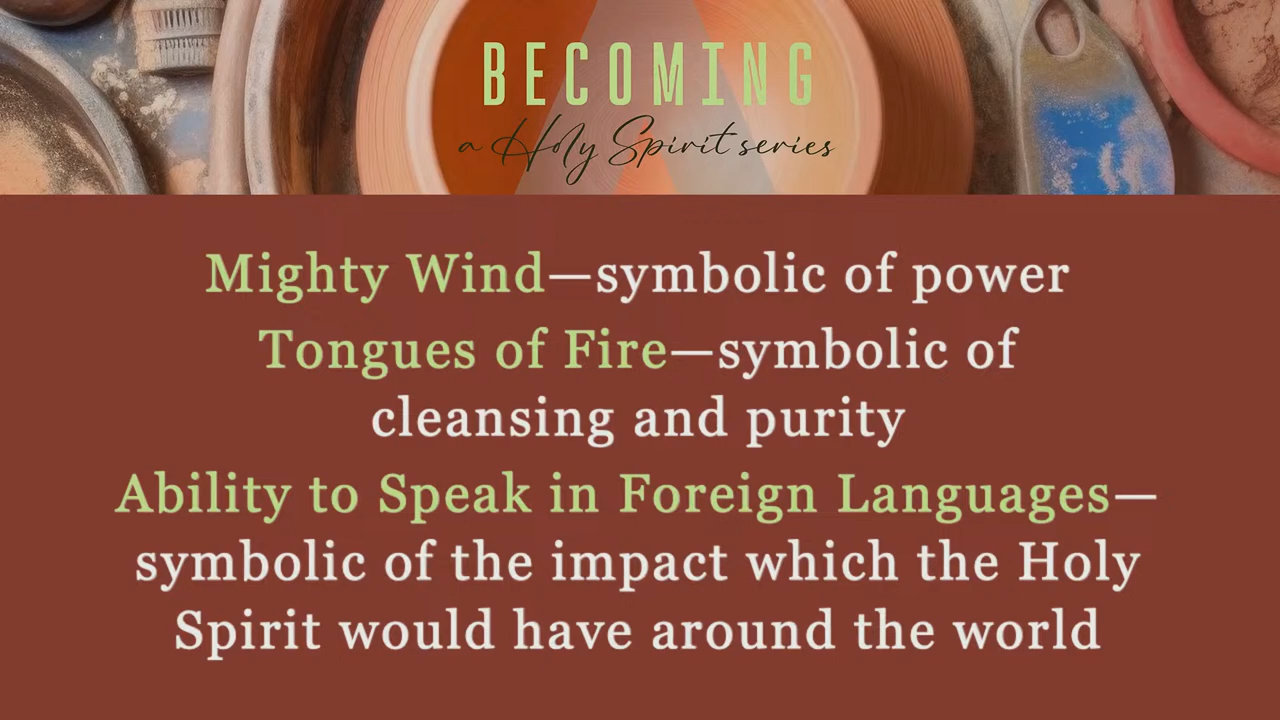 BECOMING
a Holy Spirit series
Mighty Wind—symbolic of power
Tongues of Fire—symbolic of
cleansing and purity
Ability to Speak in Foreign Languages—
symbolic of the impact which the Holy
Spirit would have around the world